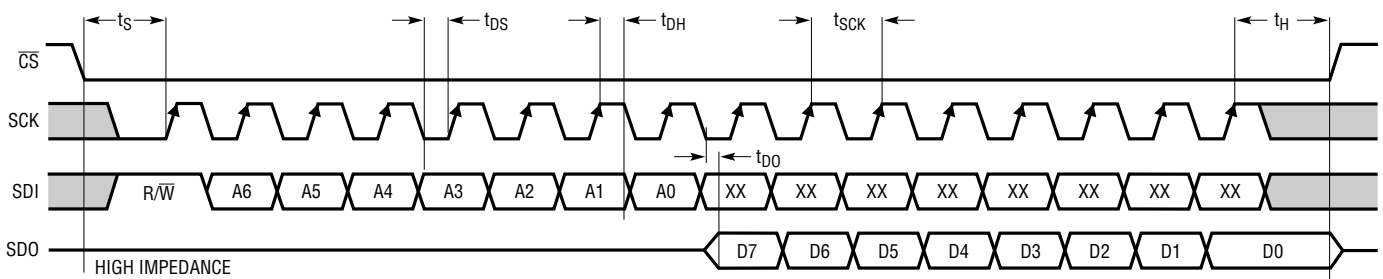 tS tDS tDH tSCK tH
CS
SCK
tDO
SDI R/W A6 A5 A4 A3 A2 A1 A0 XX XX XX XX XX XX XX XX
SDO D7 D6 D5 D4 D3 D2 D1 D0
HIGH IMPEDANCE